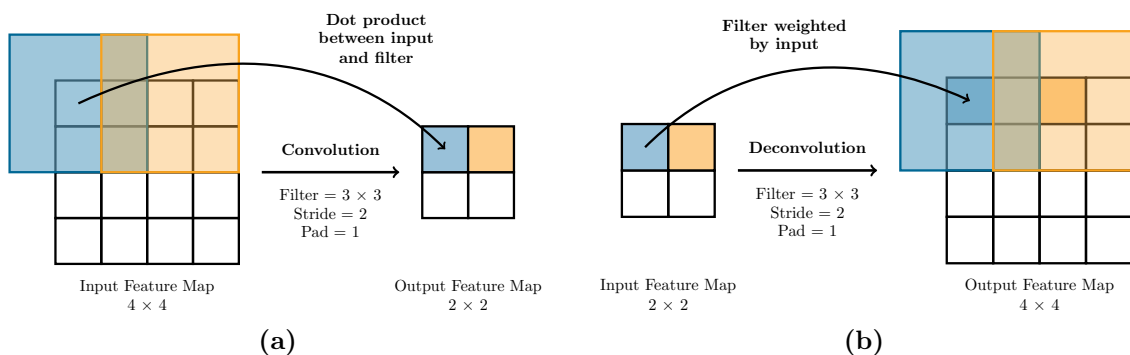 Dot product
between input
and filter
Convolution
Filter = 3 × 3
Stride = 2
Pad = 1
Input Feature Map
4 × 4
Output Feature Map
2 × 2
(a)
Filter weighted
by input
Deconvolution
Filter = 3 × 3
Stride = 2
Pad = 1
Input Feature Map
2 × 2
Output Feature Map
4 × 4
(b)